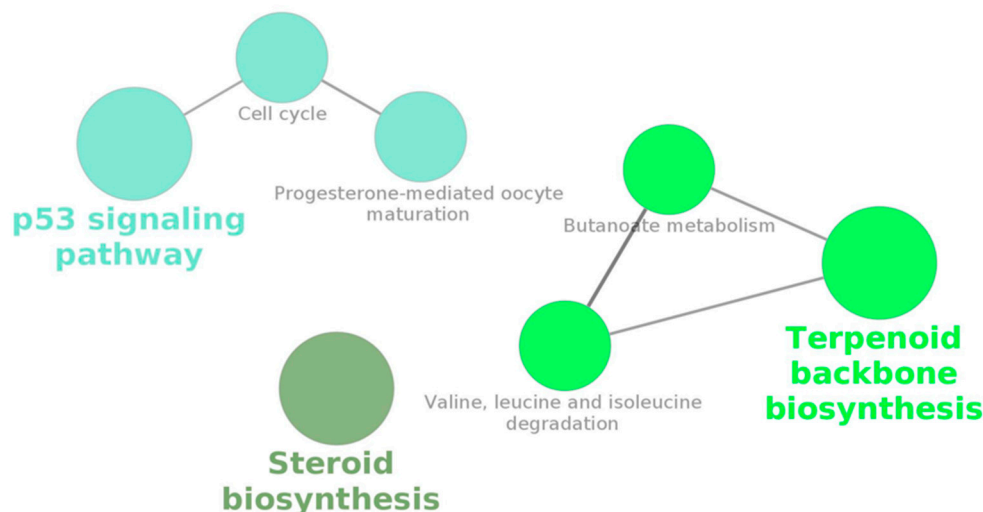 Cell cycle
Progesterone-mediated oocyte
maturation
p53 signaling
pathway
Butanoate metabolism
Terpenoid
backbone
biosynthesis
Valine, leucine and isoleucine
degradation
Steroid
biosynthesis